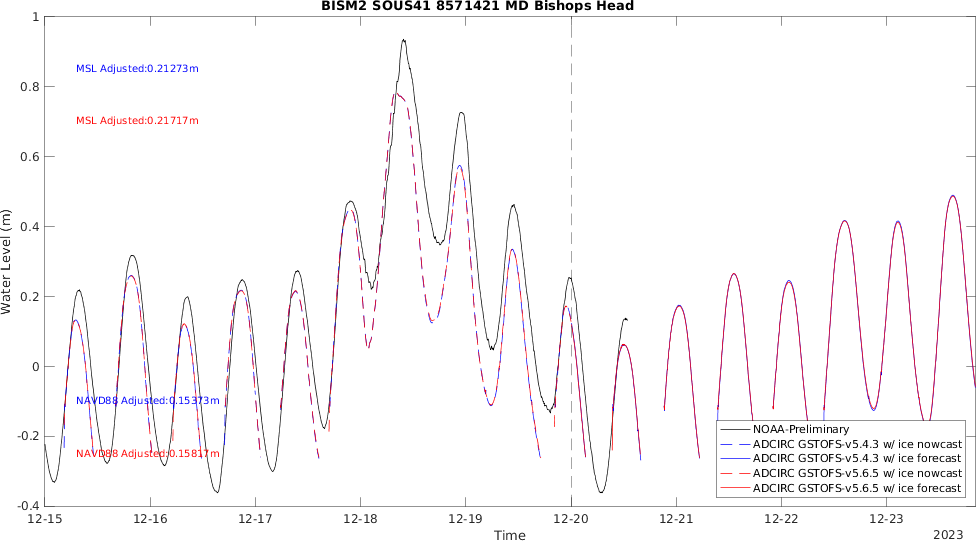 BISM2 SOUS41 8571421 MD Bishops Head
1
MSL Adjusted:0.21273m
0.8
MSL Adjusted:0.21717m
0.6
0.4
Water Level (m)
0.2
0
NAVD88 Adjusted:0.15373m
-0.2
NAVD88 Adjusted:0.15817m
-0.4
NOAA-Preliminary
ADCIRC GSTOFS-v5.4.3 w/ ice nowcast
ADCIRC GSTOFS-v5.4.3 w/ ice forecast
ADCIRC GSTOFS-v5.6.5 w/ ice nowcast
ADCIRC GSTOFS-v5.6.5 w/ ice forecast
12-15 12-16 12-17 12-18 12-19 12-20 12-21 12-22 12-23
Time
2023